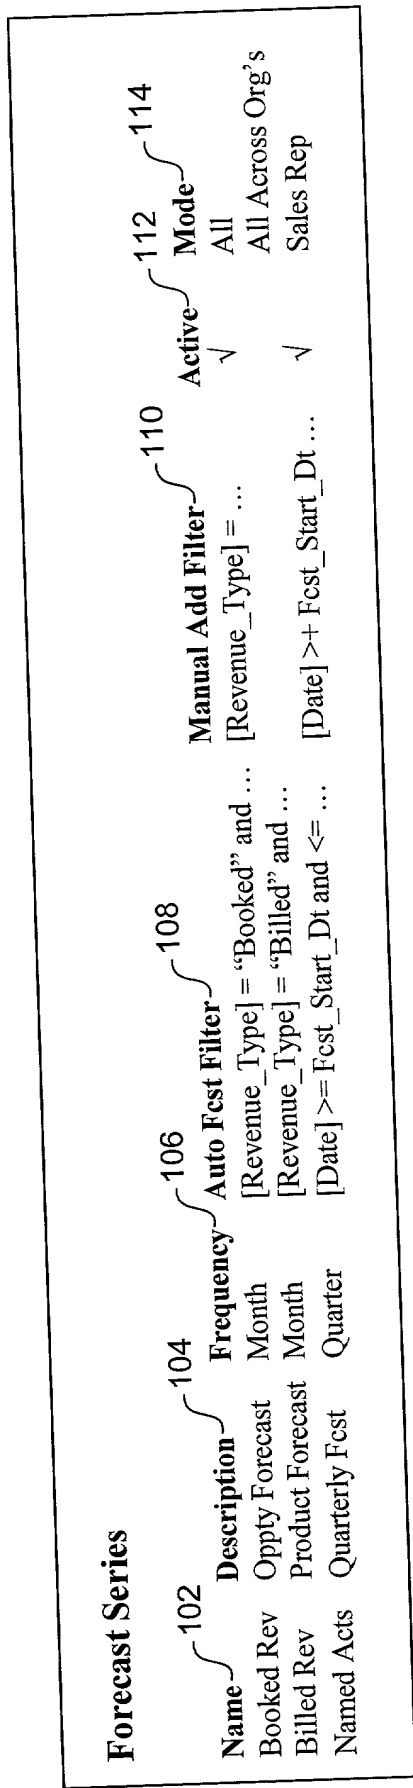 Forecast Series
102 104 106 108 110 112 114
Name Description Frequency Auto Fcst Filter Manual Add Filter Active Mode
Booked Rev Oppty Forecast Month [Revenue_Type] = “Booked” and … [Revenue_Type] = … √ All
Billed Rev Product Forecast Month [Revenue_Type] = “Billed” and … All Across Org's
Named Acts Quarterly Fcst Quarter [Date] >= Fcst_Start_Dt and <= … [Date] >+ Fcst_Start_Dt … √ Sales Rep